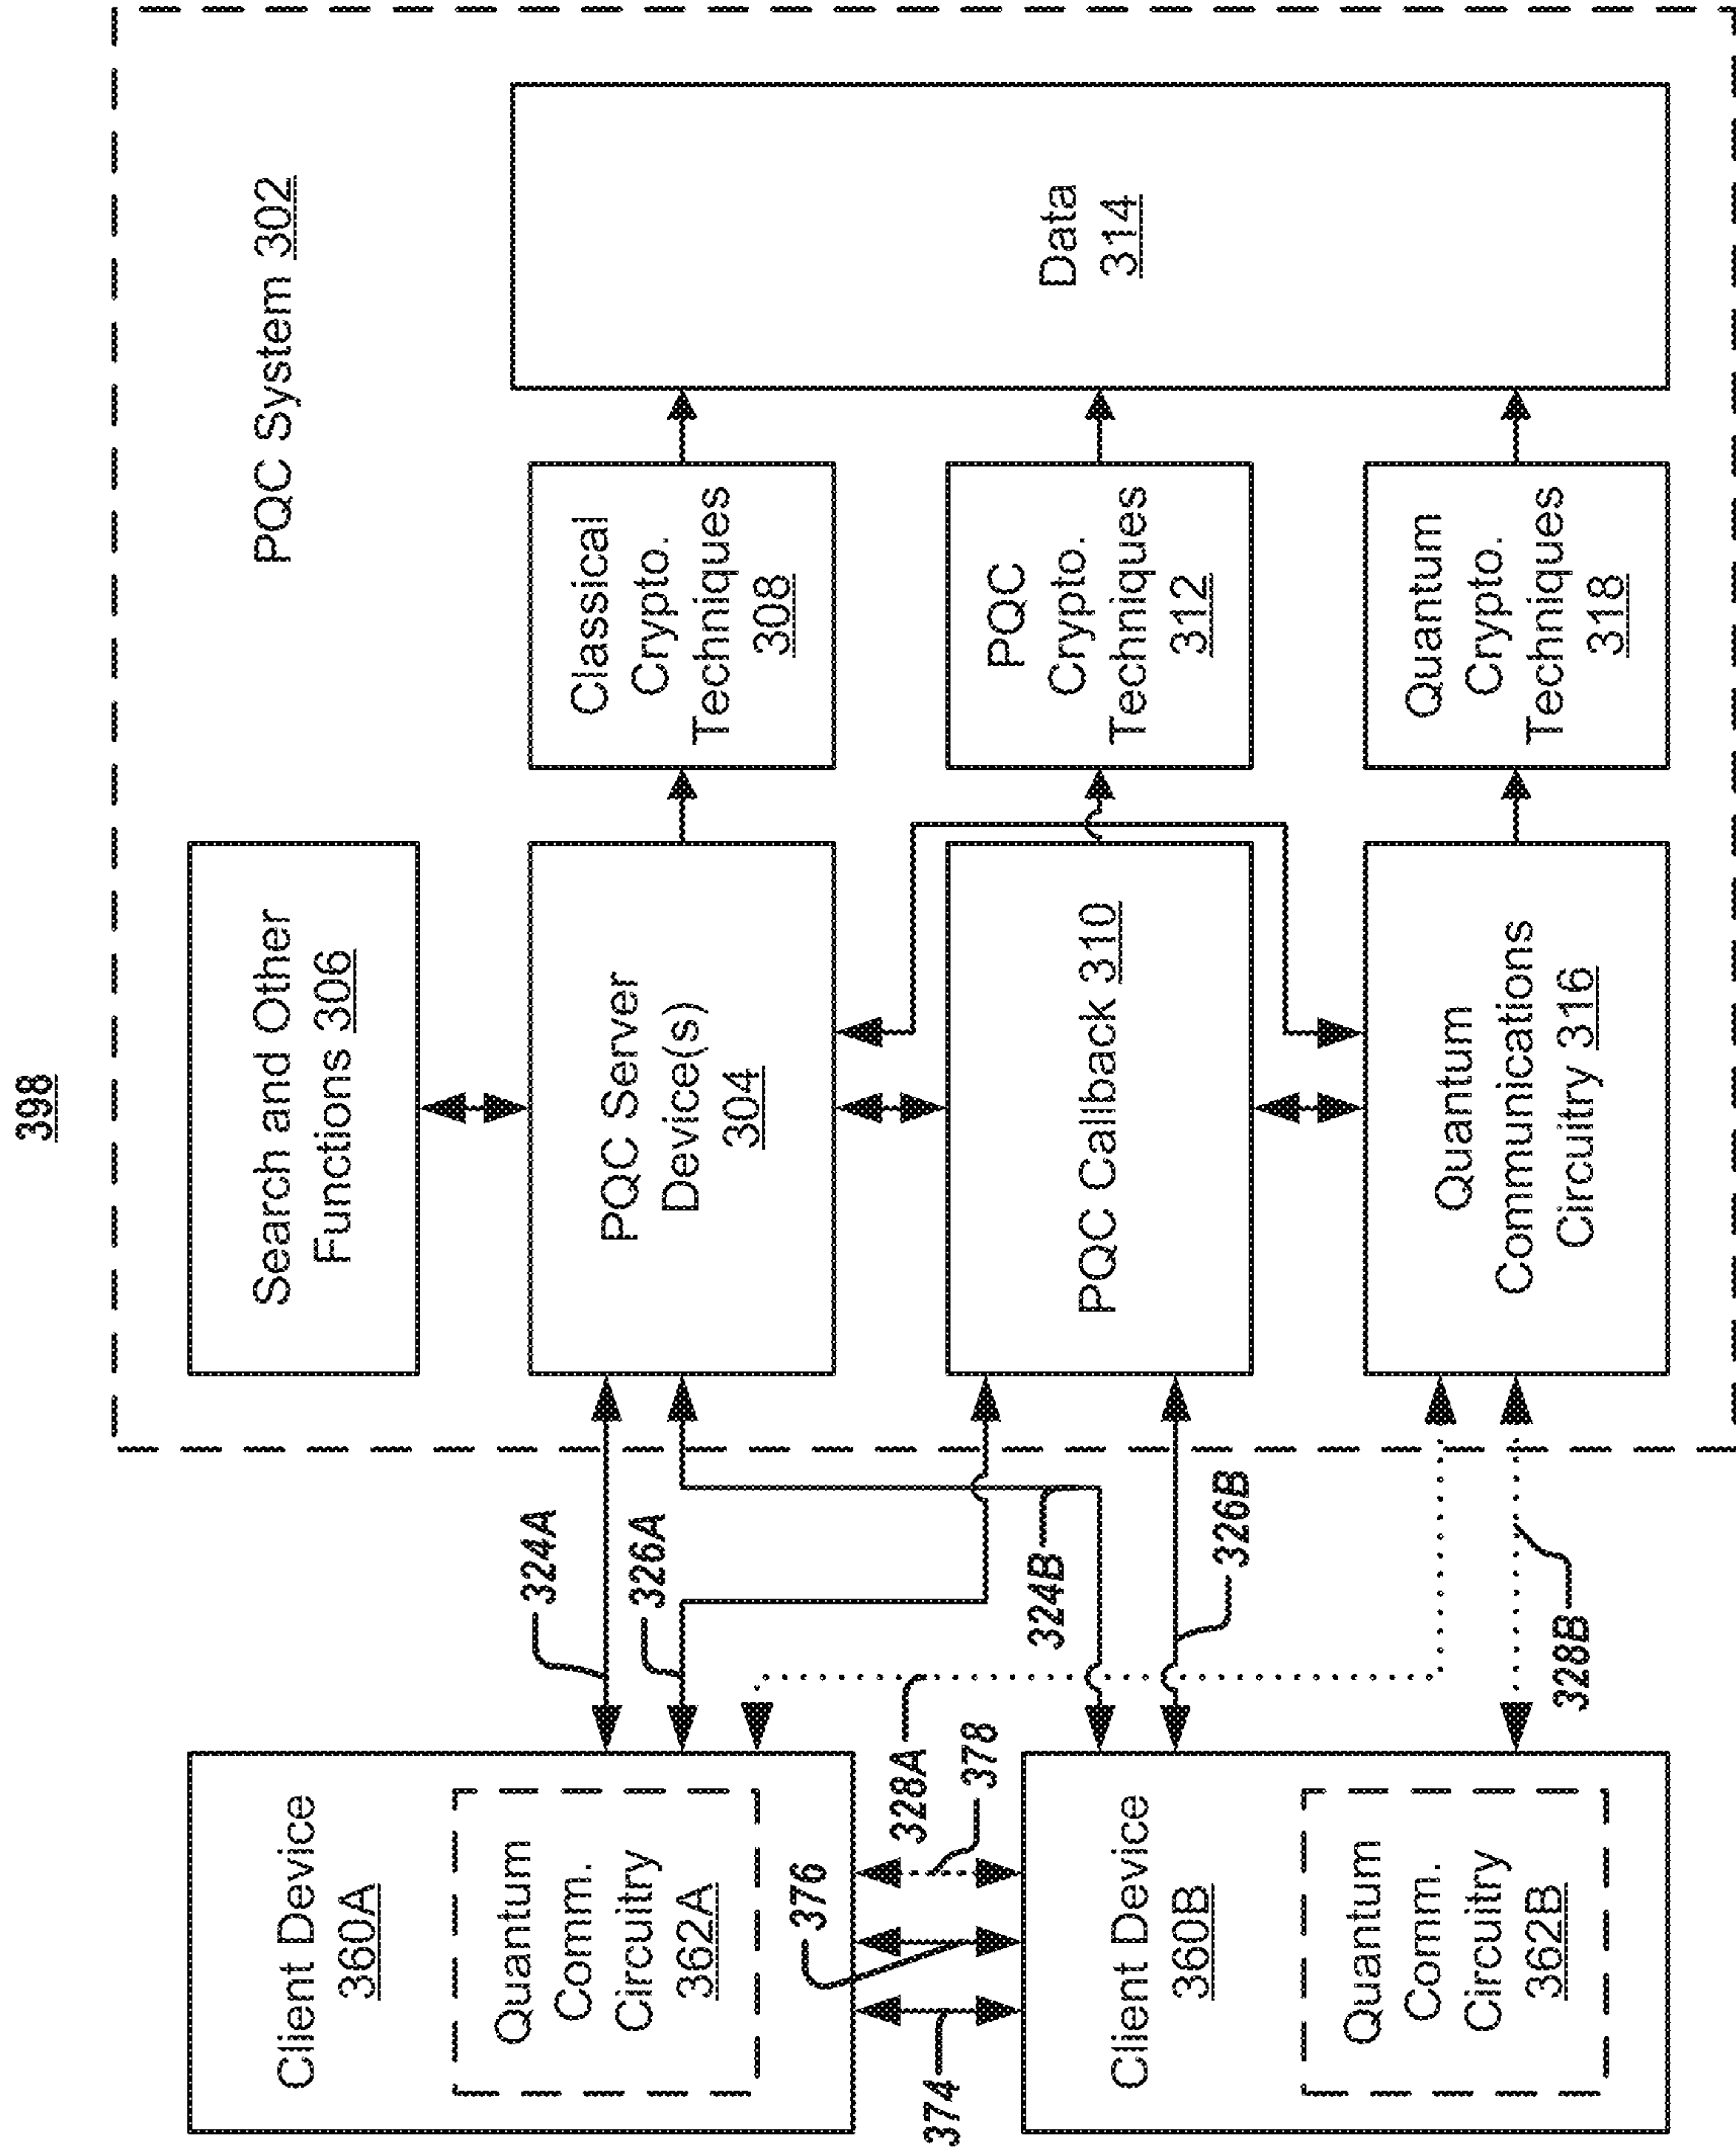 398
PQC System 302
Client Device
360A
Quantum
Comm.
Circuitry
362A
324A
326A
Search and Other
Functions 306
PQC Server
Device(s)
304
Classical
Crypto.
Techniques
308
Data
314
376
378
374
328A
324B
326B
PQC Callback 310
PQC
Crypto.
Techniques
312
Client Device
360B
Quantum
Comm.
Circuitry
362B
328B
Quantum
Communications
Circuitry 316
Quantum
Crypto.
Techniques
318